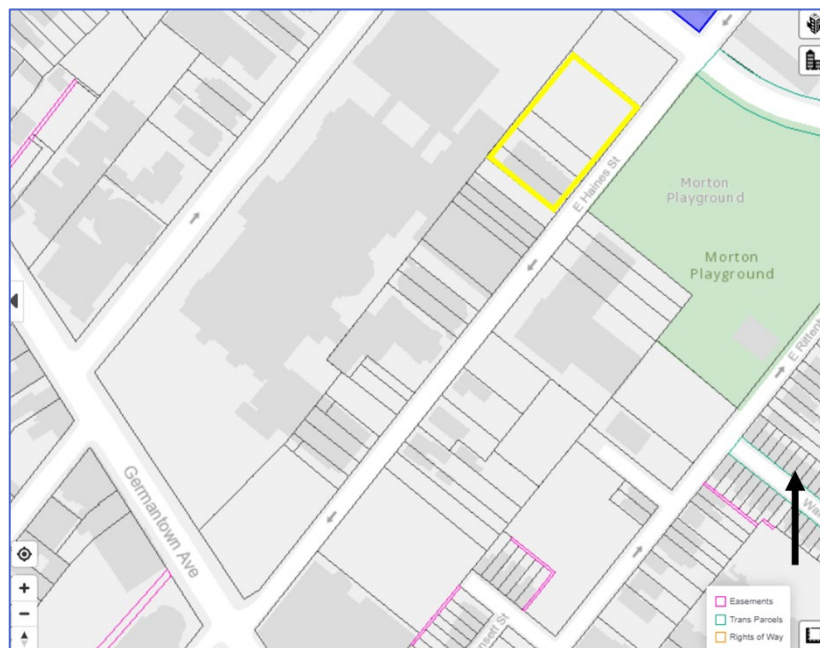 Morton
Playground
Morton
Playground
E Haines St
Germantown Ave
+
−
Easements
Trans Parcels
Rights of Way